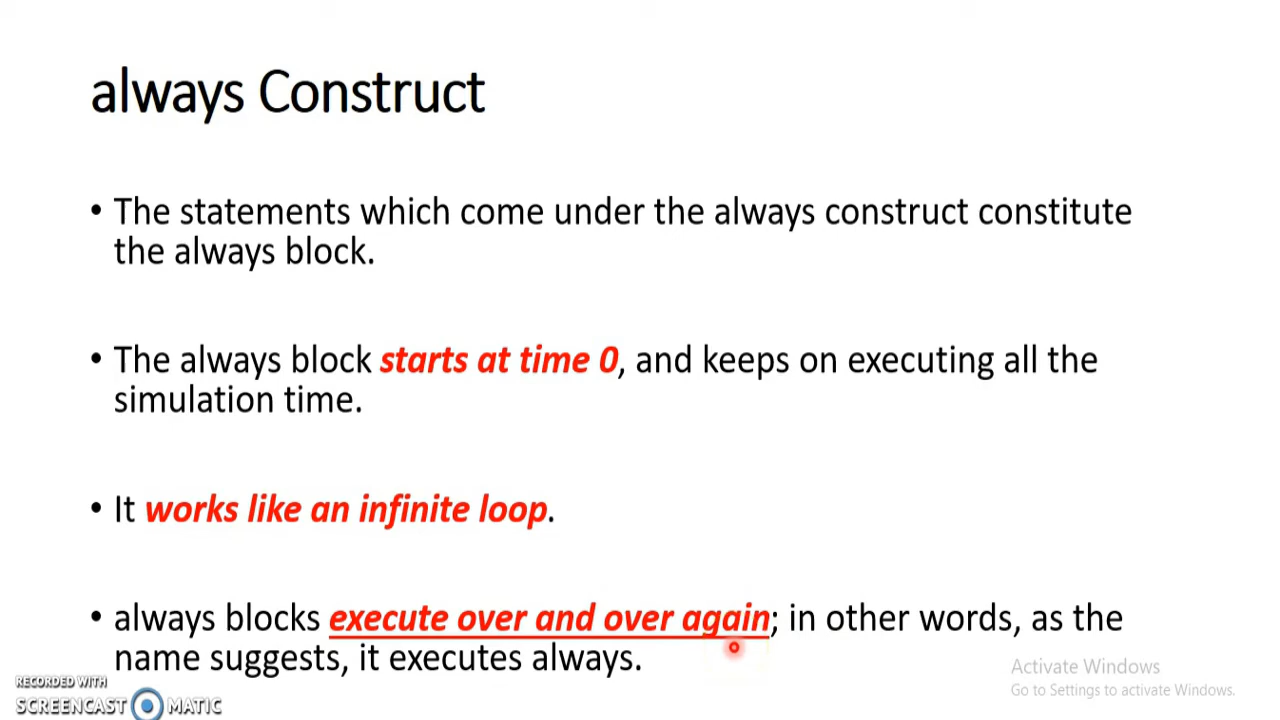 always Construct
• The statements which come under the always construct constitute
the always block.
• The always block starts at time 0, and keeps on executing all the
simulation time.
• It works like an infinite loop.
• always blocks execute over and over again; in other words, as the
name suggests, it executes always.
Activate Windows
Go to Settings to activate Windows.
RECORDED WITH
SCREENCAST MATIC